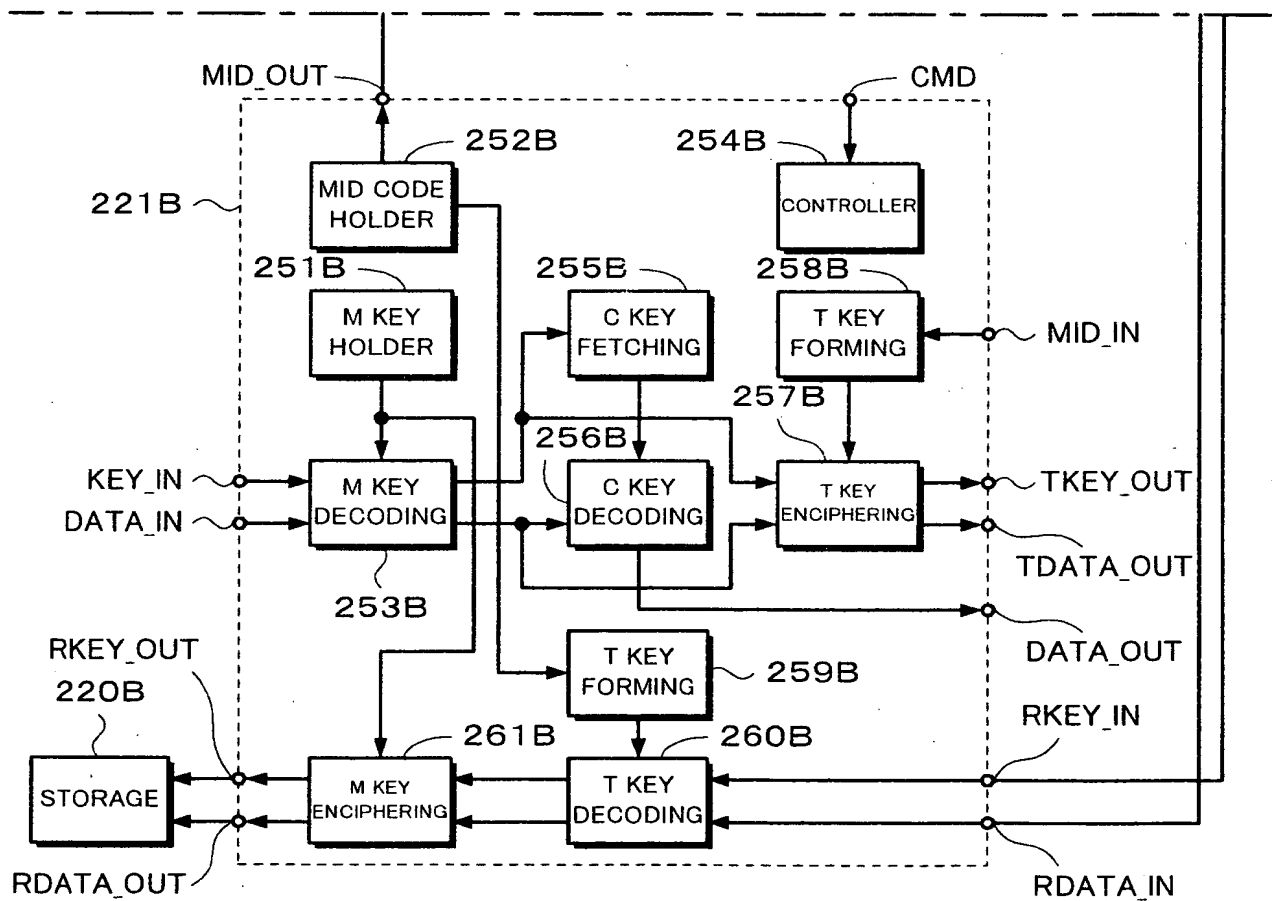 MID_OUT
CMD
252B
254B
221B
MID CODE
HOLDER
CONTROLLER
251B
255B
258B
M KEY
HOLDER
C KEY
FETCHING
T KEY
FORMING
MID_IN
257B
256B
KEY_IN
DATA_IN
M KEY
DECODING
C KEY
DECODING
T KEY
ENCIPHERING
TKEY_OUT
TDATA_OUT
253B
RKEY_OUT
220B
T KEY
FORMING
259B
DATA_OUT
RKEY_IN
261B
260B
STORAGE
M KEY
ENCIPHERING
T KEY
DECODING
RDATA_OUT
RDATA_IN